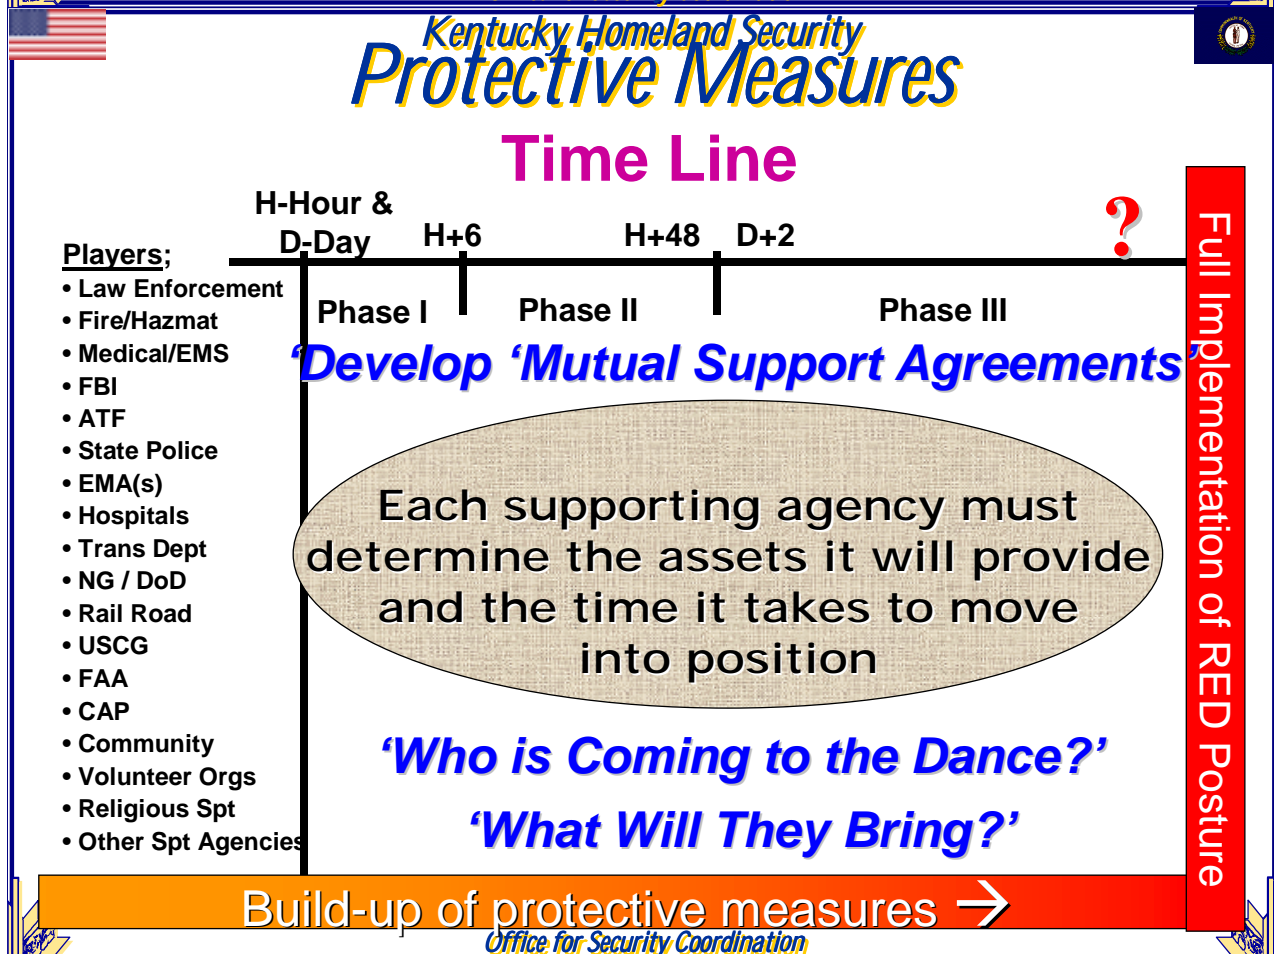 Kentucky Homeland Security
Protective Measures
Time Line
H-Hour &
D-Day
H+6
H+48
D+2
?
Players;
• Law Enforcement
• Fire/Hazmat
• Medical/EMS
• FBI
• ATF
• State Police
• EMA(s)
• Hospitals
• Trans Dept
• NG / DoD
• Rail Road
• USCG
• FAA
• CAP
• Community
• Volunteer Orgs
• Religious Spt
• Other Spt Agencies
Phase I
Phase II
Phase III
‘Develop ‘Mutual Support Agreements’
Each supporting agency must
determine the assets it will provide
and the time it takes to move
into position
‘Who is Coming to the Dance?’
‘What Will They Bring?’
Full Implementation of RED Posture
Build-up of protective measures →
Office for Security Coordination